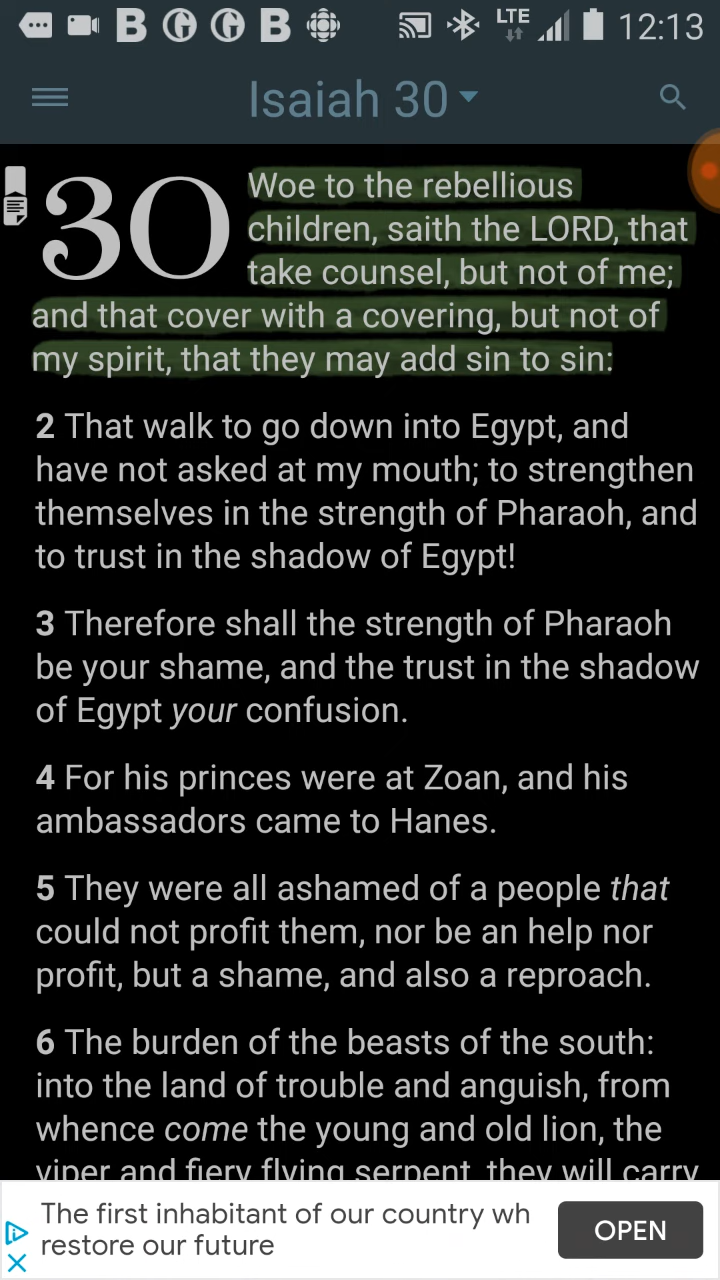 B B
LTE
12:13
Isaiah 30
30 Woe to the rebellious
children, saith the LORD, that
take counsel, but not of me;
and that cover with a covering, but not of
my spirit, that they may add sin to sin:
2 That walk to go down into Egypt, and
have not asked at my mouth; to strengthen
themselves in the strength of Pharaoh, and
to trust in the shadow of Egypt!
3 Therefore shall the strength of Pharaoh
be your shame, and the trust in the shadow
of Egypt your confusion.
4 For his princes were at Zoan, and his
ambassadors came to Hanes.
5 They were all ashamed of a people that
could not profit them, nor be an help nor
profit, but a shame, and also a reproach.
6 The burden of the beasts of the south:
into the land of trouble and anguish, from
whence come the young and old lion, the
viper and fiery flying serpent, they will carry
The first inhabitant of our country wh
restore our future
OPEN